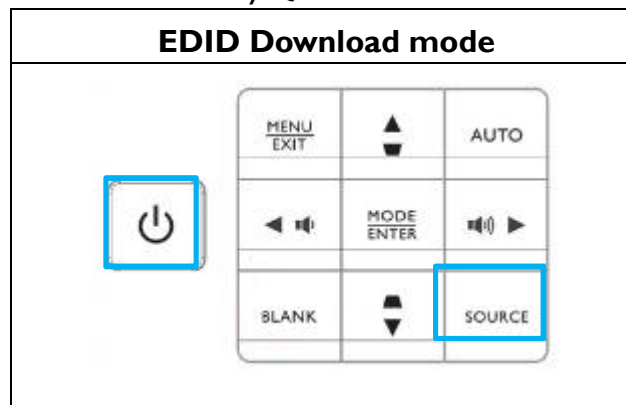 EDID Download mode
MENU
EXIT
AUTO
MODE
ENTER
BLANK
SOURCE